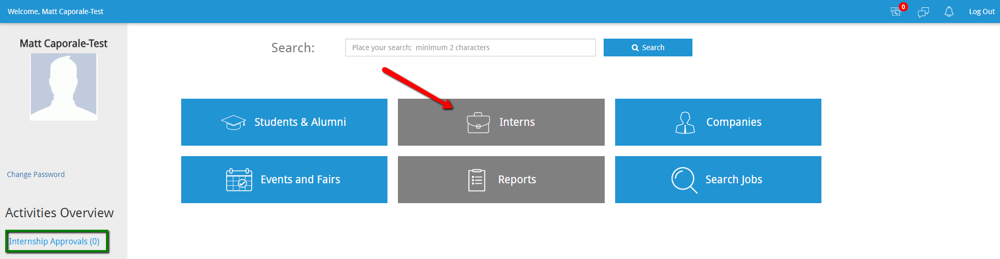 Welcome, Matt Caporale-Test
0
Log Out
Matt Caporale-Test
Search:
Place your search; minimum 2 characters
Search
Students & Alumni
Interns
Companies
Events and Fairs
Reports
Search Jobs
Change Password
Activities Overview
Internship Approvals (0)